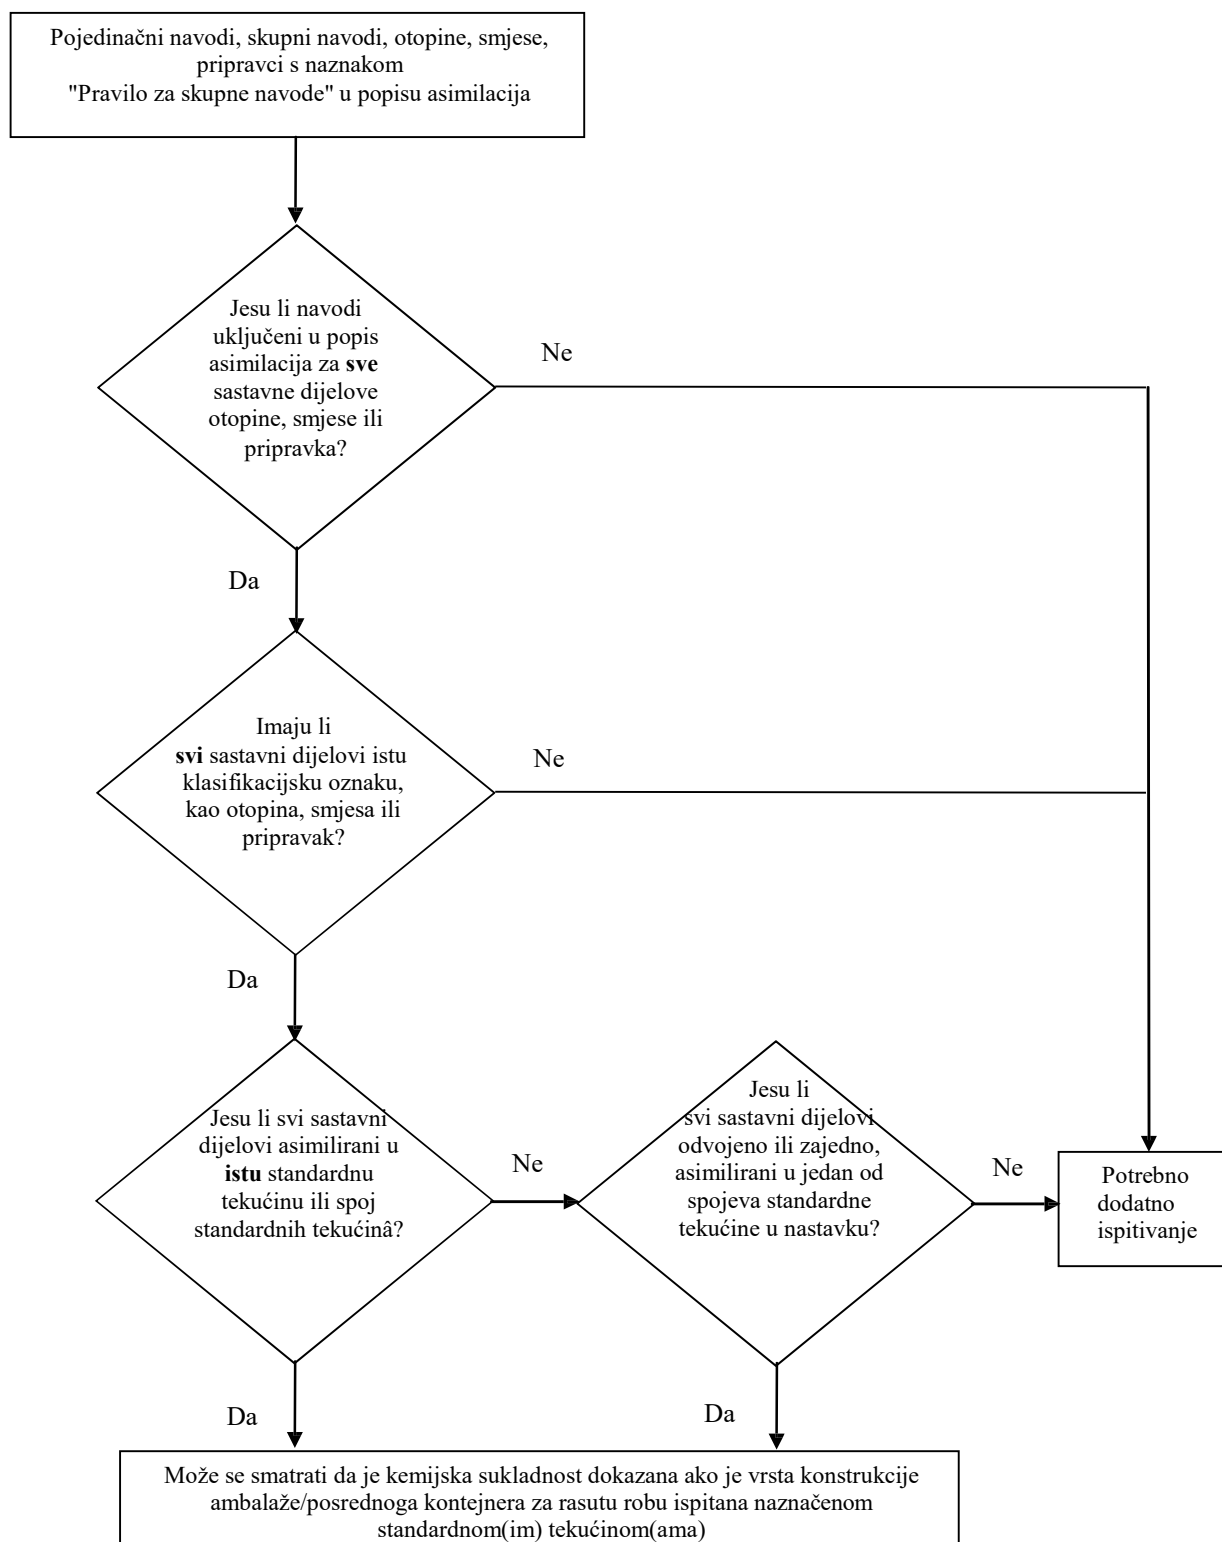 Pojedinačni navodi, skupni navodi, otopine, smjese,
pripravci s naznakom
"Pravilo za skupne navode" u popisu asimilacija
Jesu li navodi
uključeni u popis
asimilacija za sve
sastavne dijelove
otopine, smjese ili
pripravka?
Ne
Da
Imaju li
svi sastavni dijelovi istu
klasifikacijsku oznaku,
kao otopina, smjesa ili
pripravak?
Ne
Da
Jesu li svi sastavni
dijelovi asimilirani u
istu standardnu
tekućinu ili spoj
standardnih tekućinâ?
Ne
Jesu li
svi sastavni dijelovi
odvojeno ili zajedno,
asimilirani u jedan od
spojeva standardne
tekućine u nastavku?
Ne
Potrebno
dodatno
ispitivanje
Da
Da
Može se smatrati da je kemijska sukladnost dokazana ako je vrsta konstrukcije
ambalaže/posrednoga kontejnera za rasutu robu ispitana naznačenom
standardnom(im) tekućinom(ama)